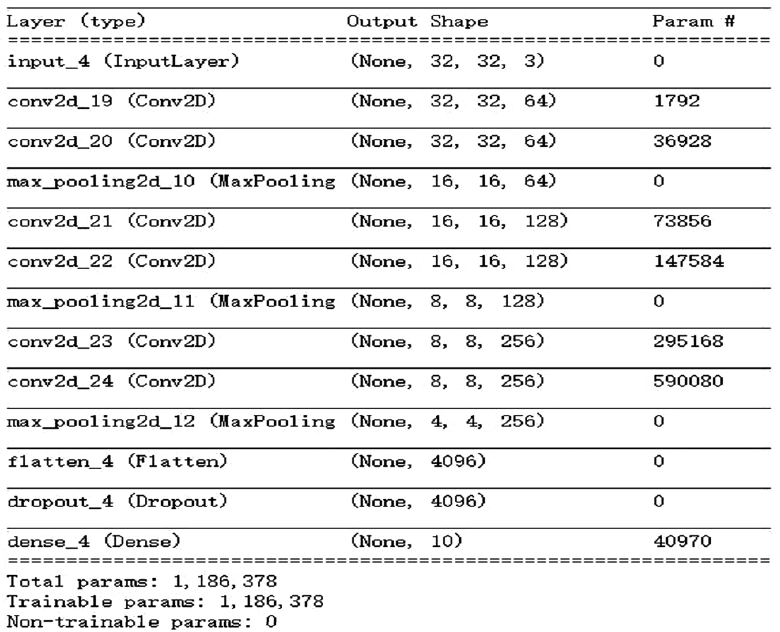 Layer (type) Output Shape Param #
input_4 (InputLayer) (None, 32, 32, 3) 0
conv2d_19 (Conv2D) (None, 32, 32, 64) 1792
conv2d_20 (Conv2D) (None, 32, 32, 64) 36928
max_pooling2d_10 (MaxPooling (None, 16, 16, 64) 0
conv2d_21 (Conv2D) (None, 16, 16, 128) 73856
conv2d_22 (Conv2D) (None, 16, 16, 128) 147584
max_pooling2d_11 (MaxPooling (None, 8, 8, 128) 0
conv2d_23 (Conv2D) (None, 8, 8, 256) 295168
conv2d_24 (Conv2D) (None, 8, 8, 256) 590080
max_pooling2d_12 (MaxPooling (None, 4, 4, 256) 0
flatten_4 (Flatten) (None, 4096) 0
dropout_4 (Dropout) (None, 4096) 0
dense_4 (Dense) (None, 10) 40970
Total params: 1,186,378
Trainable params: 1,186,378
Non-trainable params: 0